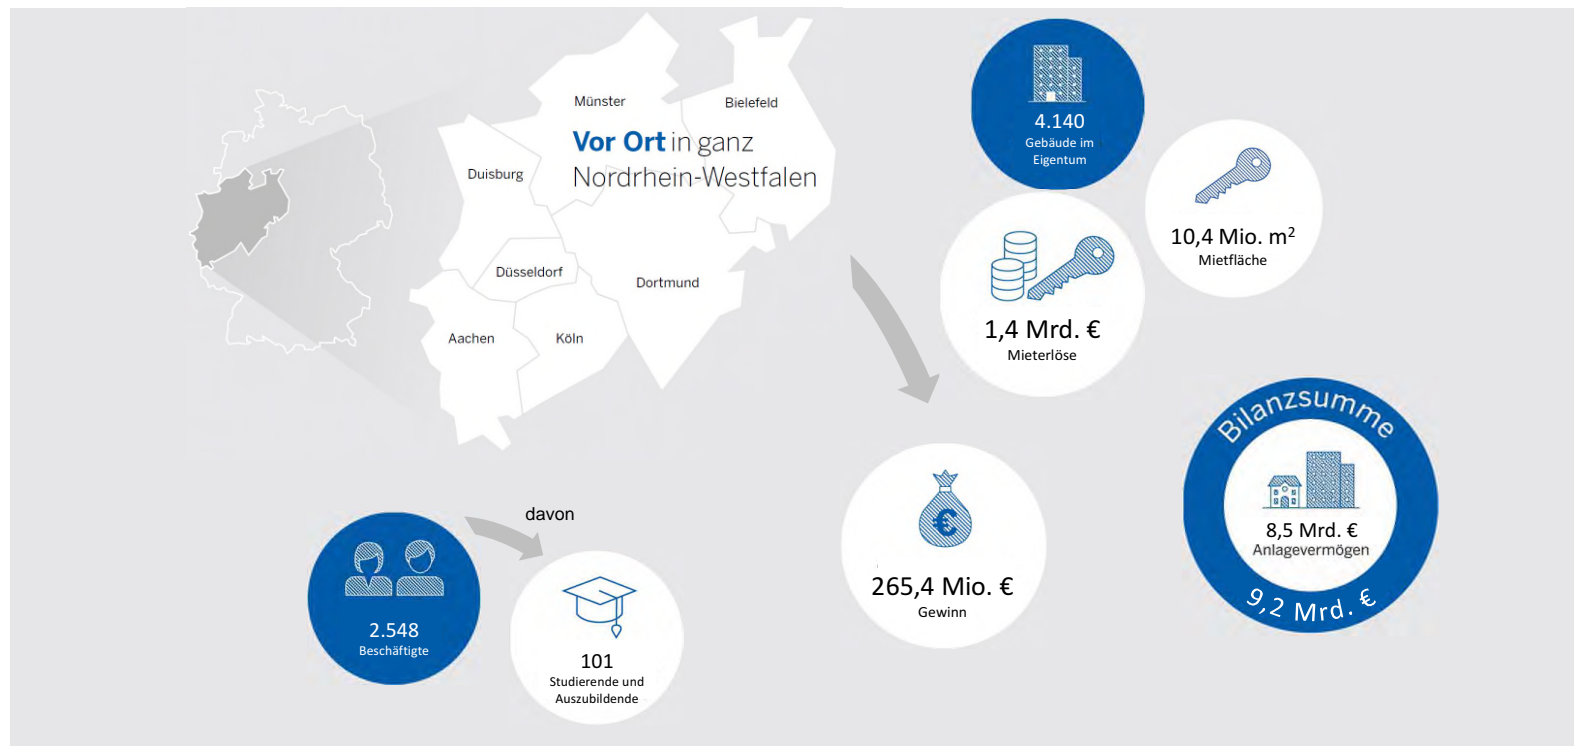 Münster
Bielefeld
Vor Ort in ganz
Nordrhein-Westfalen
Duisburg
Düsseldorf
Dortmund
Aachen
Köln
4.140
Gebäude im
Eigentum
10,4 Mio. m²
Mietfläche
1,4 Mrd. €
Mieterlöse
Bilanzsumme
8,5 Mrd. €
Anlagevermögen
9,2 Mrd. €
265,4 Mio. €
Gewinn
davon
2.548
Beschäftigte
101
Studierende und
Auszubildende